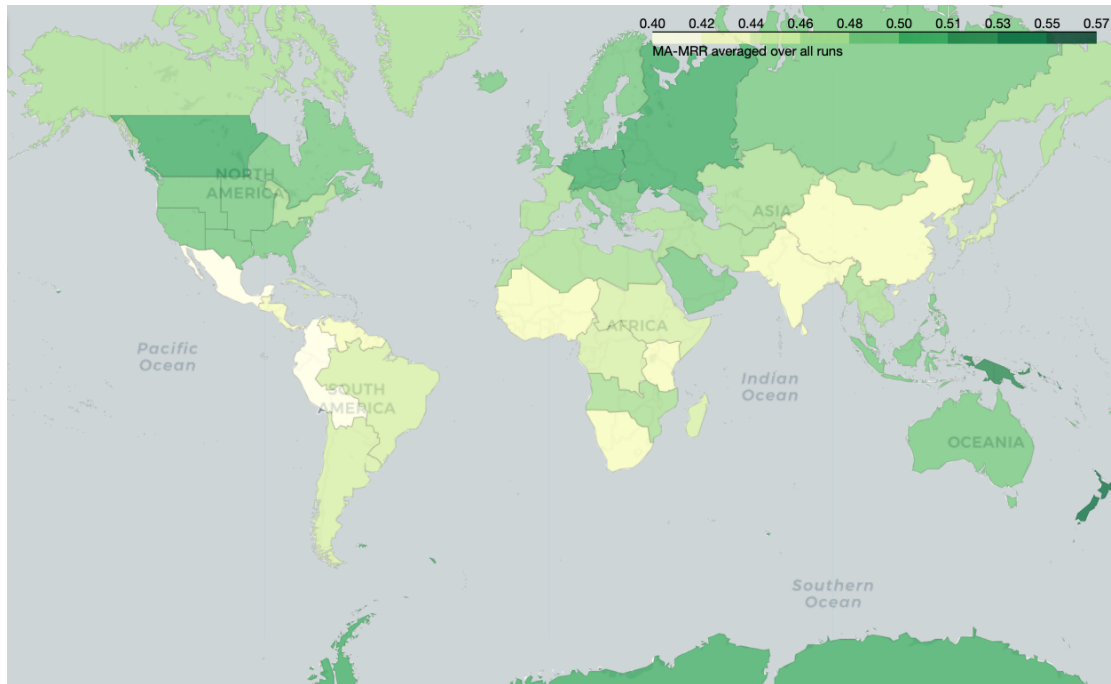 0.40 0.42 0.44 0.46 0.48 0.50 0.51 0.53 0.55 0.57
MA-MRR averaged over all runs
NORTH
AMERICA
ASIA
AFRICA
Pacific
Ocean
Indian
Ocean
SOUTH
AMERICA
OCEANIA
Southern
Ocean